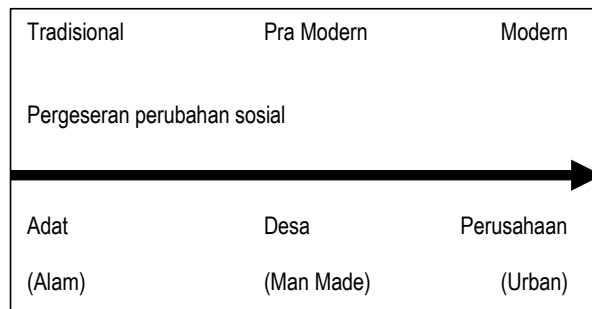 Tradisional Pra Modern Modern
Pergeseran perubahan sosial
Adat Desa Perusahaan
(Alam) (Man Made) (Urban)